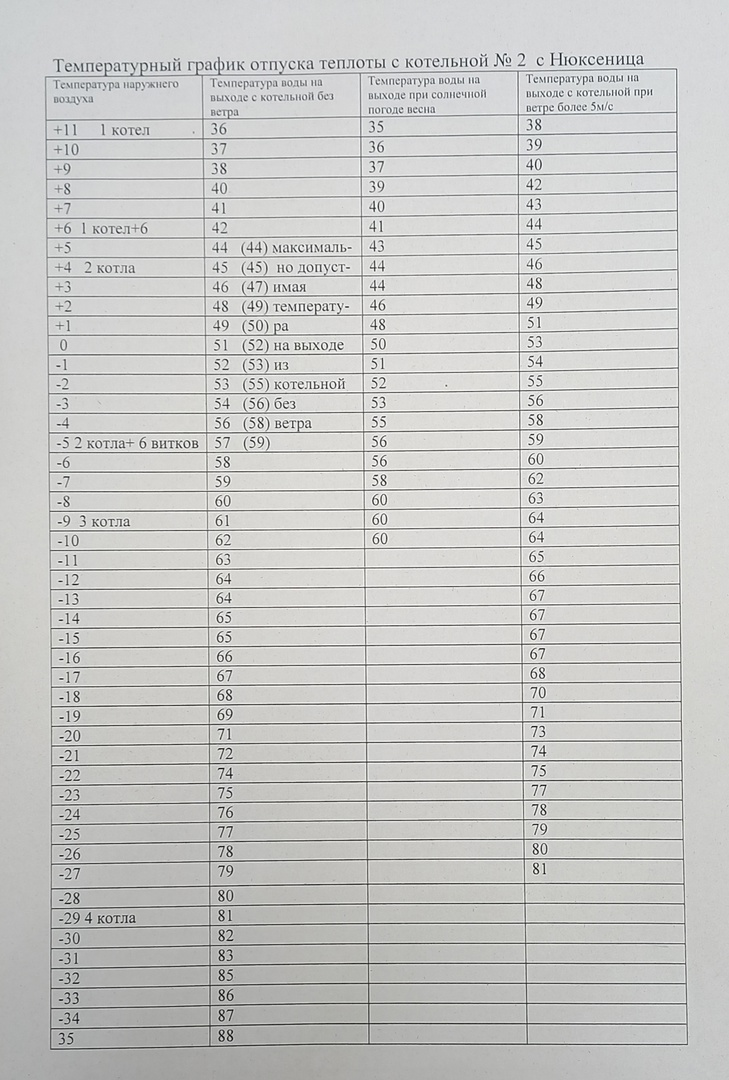 Температурный график отпуска теплоты с котельной № 2 с Нюксеница
Температура наружнего воздуха
Температура воды на выходе с котельной без ветра
Температура воды на выходе при солнечной погоде весна
Температура воды на выходе с котельной при ветре более 5м/с
+11 1 котел 36 35 38
+10 37 36 39
+9 38 37 40
+8 40 39 42
+7 41 40 43
+6 1 котел+6 42 41 44
+5 44 (44) максималь- 43 45
+4 2 котла 45 (45) но допуст- 44 46
+3 46 (47) имая 44 48
+2 48 (49) температу- 46 49
+1 49 (50) ра 48 51
0 51 (52) на выходе 50 53
-1 52 (53) из 51 54
-2 53 (55) котельной 52 55
-3 54 (56) без 53 56
-4 56 (58) ветра 55 58
-5 2 котла+ 6 витков 57 (59) 56 59
-6 58 56 60
-7 59 58 62
-8 60 60 63
-9 3 котла 61 60 64
-10 62 60 64
-11 63 65
-12 64 66
-13 64 67
-14 65 67
-15 65 67
-16 66 67
-17 67 68
-18 68 70
-19 69 71
-20 71 73
-21 72 74
-22 74 75
-23 75 77
-24 76 78
-25 77 79
-26 78 80
-27 79 81
-28 80
-29 4 котла 81
-30 82
-31 83
-32 85
-33 86
-34 87
35 88